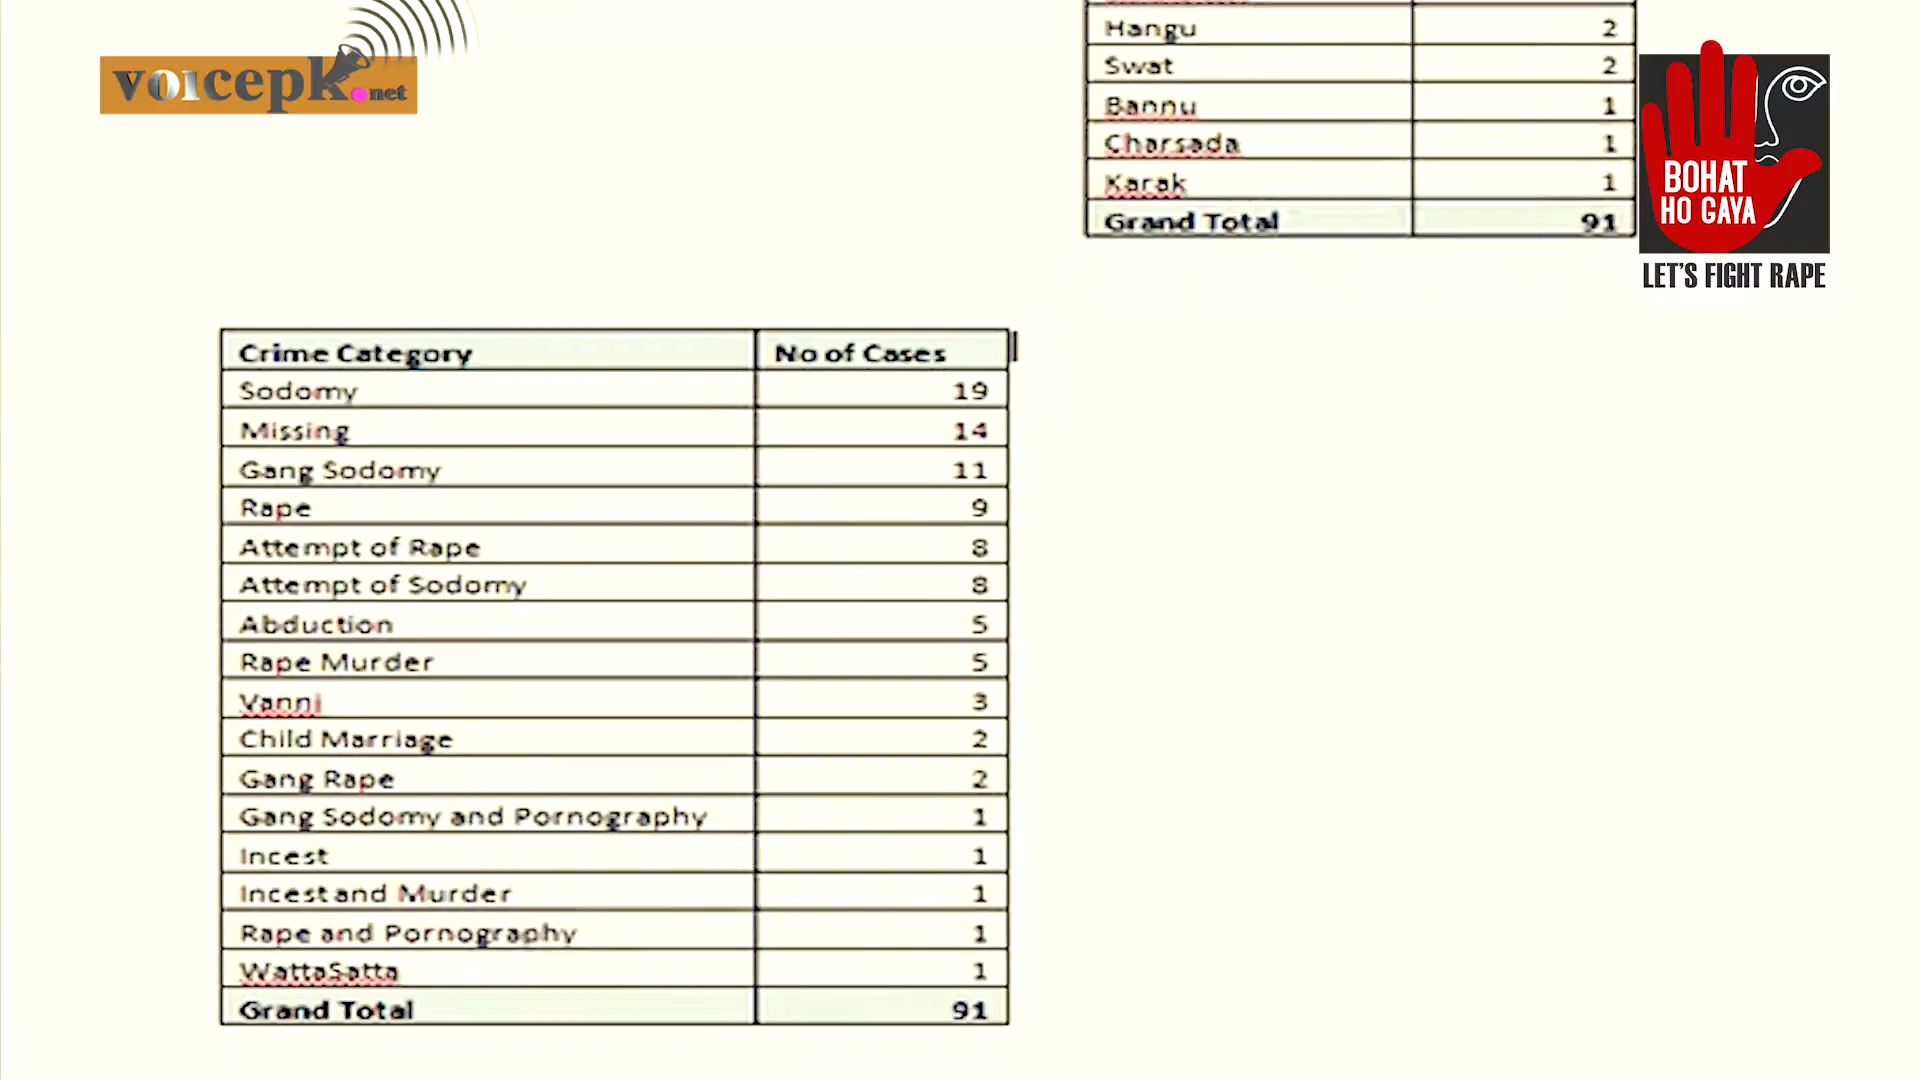 voicepk.net
Hangu 2
Swat 2
Bannu 1
Charsada 1
Karak 1
Grand Total 91
BOHAT
HO GAYA
LET'S FIGHT RAPE
Crime Category No of Cases
Sodomy 19
Missing 14
Gang Sodomy 11
Rape 9
Attempt of Rape 8
Attempt of Sodomy 8
Abduction 5
Rape Murder 5
Vanni 3
Child Marriage 2
Gang Rape 2
Gang Sodomy and Pornography 1
Incest 1
Incest and Murder 1
Rape and Pornography 1
WattaSatta 1
Grand Total 91